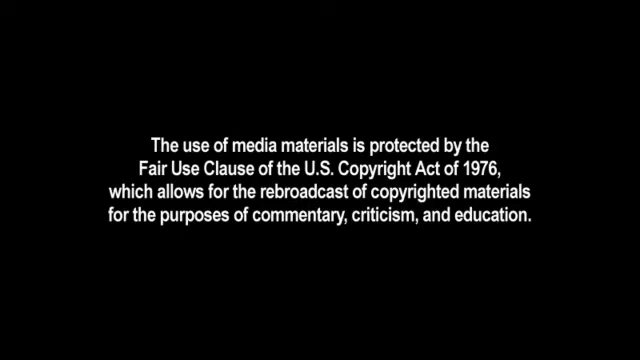 The use of media materials is protected by the
Fair Use Clause of the U.S. Copyright Act of 1976,
which allows for the rebroadcast of copyrighted materials
for the purposes of commentary, criticism, and education.